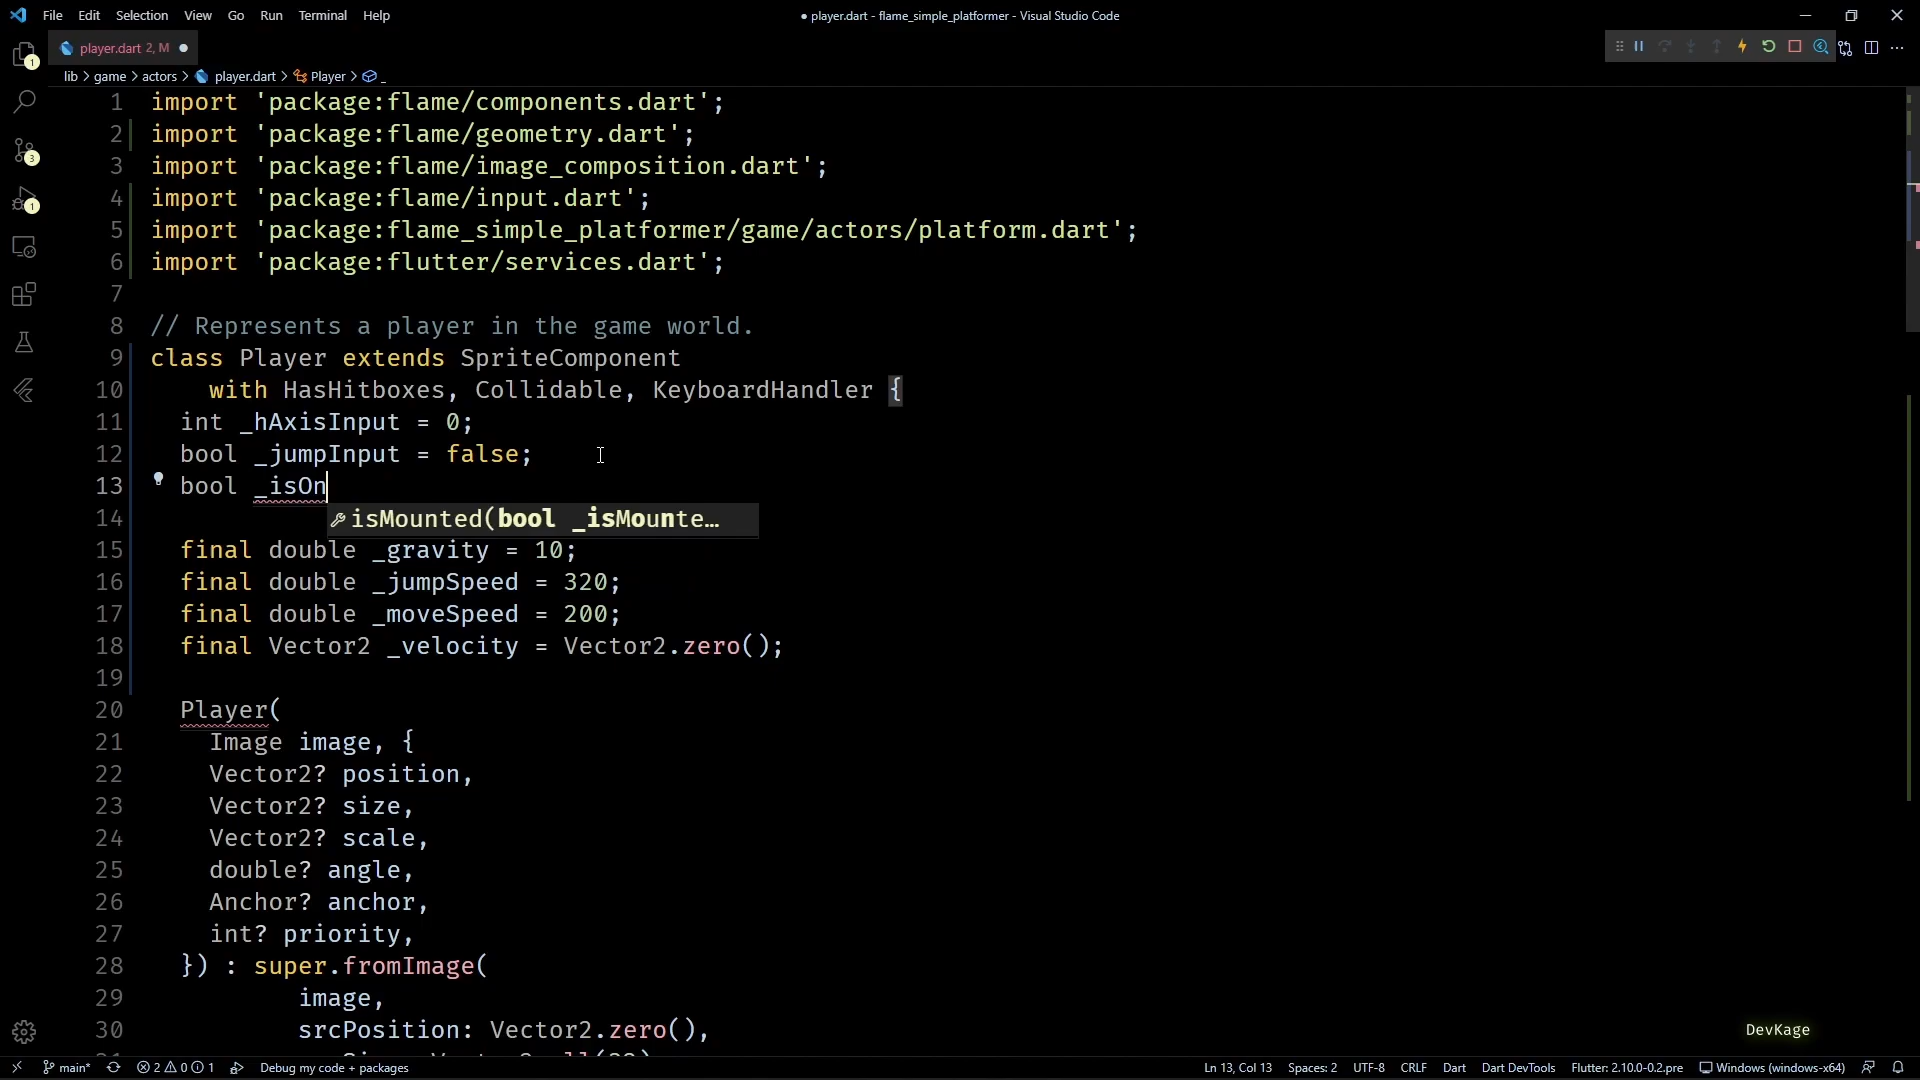 File Edit Selection View Go Run Terminal Help
● player.dart - flame_simple_platformer - Visual Studio Code
player.dart 2, M ●
lib > game > actors > player.dart > Player > _
1 import 'package:flame/components.dart';
2 import 'package:flame/geometry.dart';
3 import 'package:flame/image_composition.dart';
4 import 'package:flame/input.dart';
5 import 'package:flame_simple_platformer/game/actors/platform.dart';
6 import 'package:flutter/services.dart';
7
8 // Represents a player in the game world.
9 class Player extends SpriteComponent
10 with HasHitboxes, Collidable, KeyboardHandler {
11 int _hAxisInput = 0;
12 bool _jumpInput = false;
13 bool _isOn
isMounted(bool _isMounte…
14
15 final double _gravity = 10;
16 final double _jumpSpeed = 320;
17 final double _moveSpeed = 200;
18 final Vector2 _velocity = Vector2.zero();
19
20 Player(
21 Image image, {
22 Vector2? position,
23 Vector2? size,
24 Vector2? scale,
25 double? angle,
26 Anchor? anchor,
27 int? priority,
28 }) : super.fromImage(
29 image,
30 srcPosition: Vector2.zero(),
DevKage
main* 2 0 1 Debug my code + packages Ln 13, Col 13 Spaces: 2 UTF-8 CRLF Dart Dart DevTools Flutter: 2.10.0-0.2.pre Windows (windows-x64)